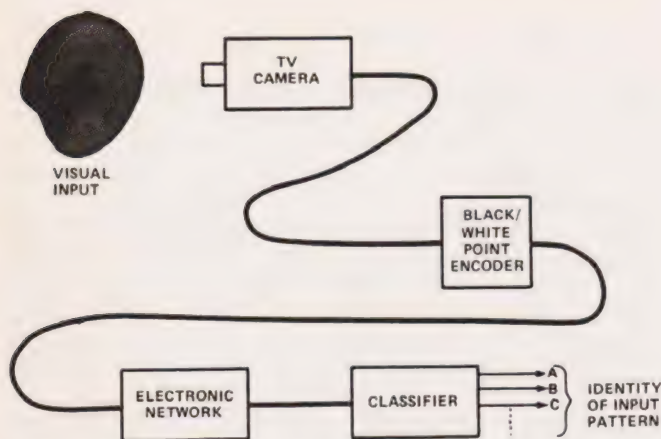 TV
CAMERA
VISUAL
INPUT
BLACK/
WHITE
POINT
ENCODER
ELECTRONIC
NETWORK
CLASSIFIER
A
B
C
IDENTITY
OF INPUT
PATTERN